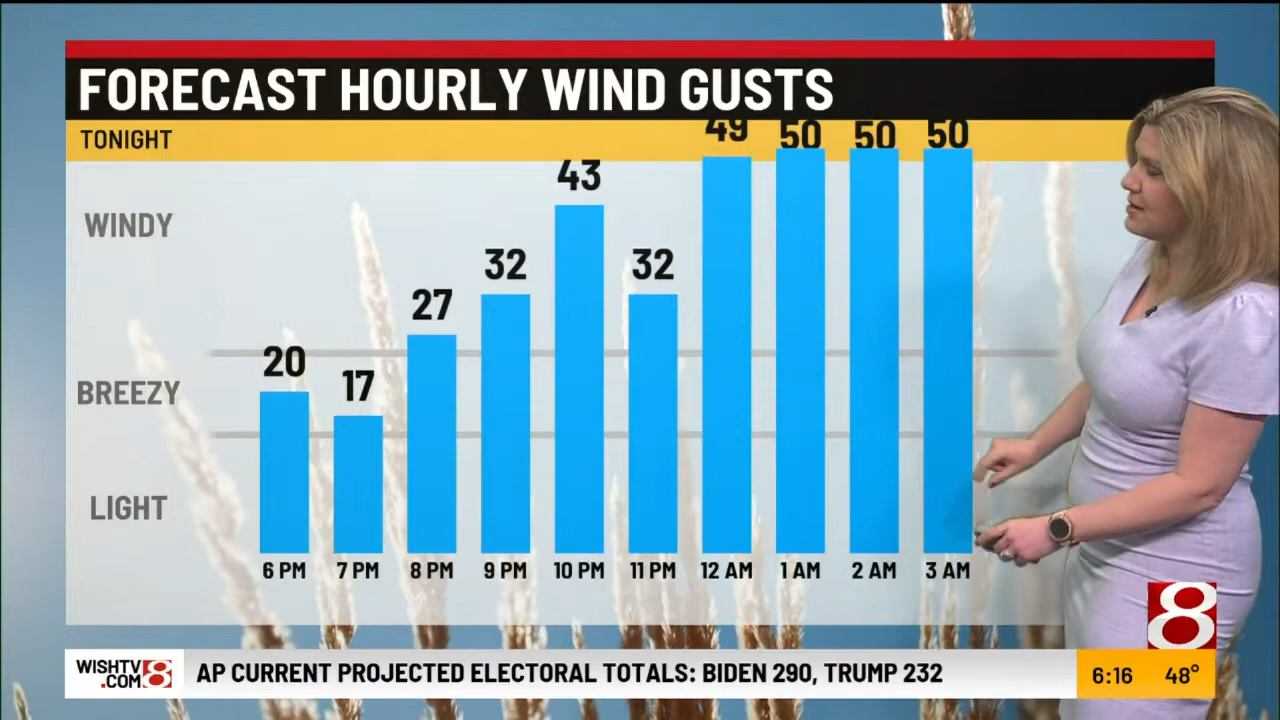 FORECAST HOURLY WIND GUSTS
TONIGHT
49 50 50 50
43
WINDY
32 32
27
20
17
BREEZY
LIGHT
6 PM 7 PM 8 PM 9 PM 10 PM 11 PM 12 AM 1 AM 2 AM 3 AM
8
WISHTV
.COM 8
AP CURRENT PROJECTED ELECTORAL TOTALS: BIDEN 290, TRUMP 232
6:16 48°